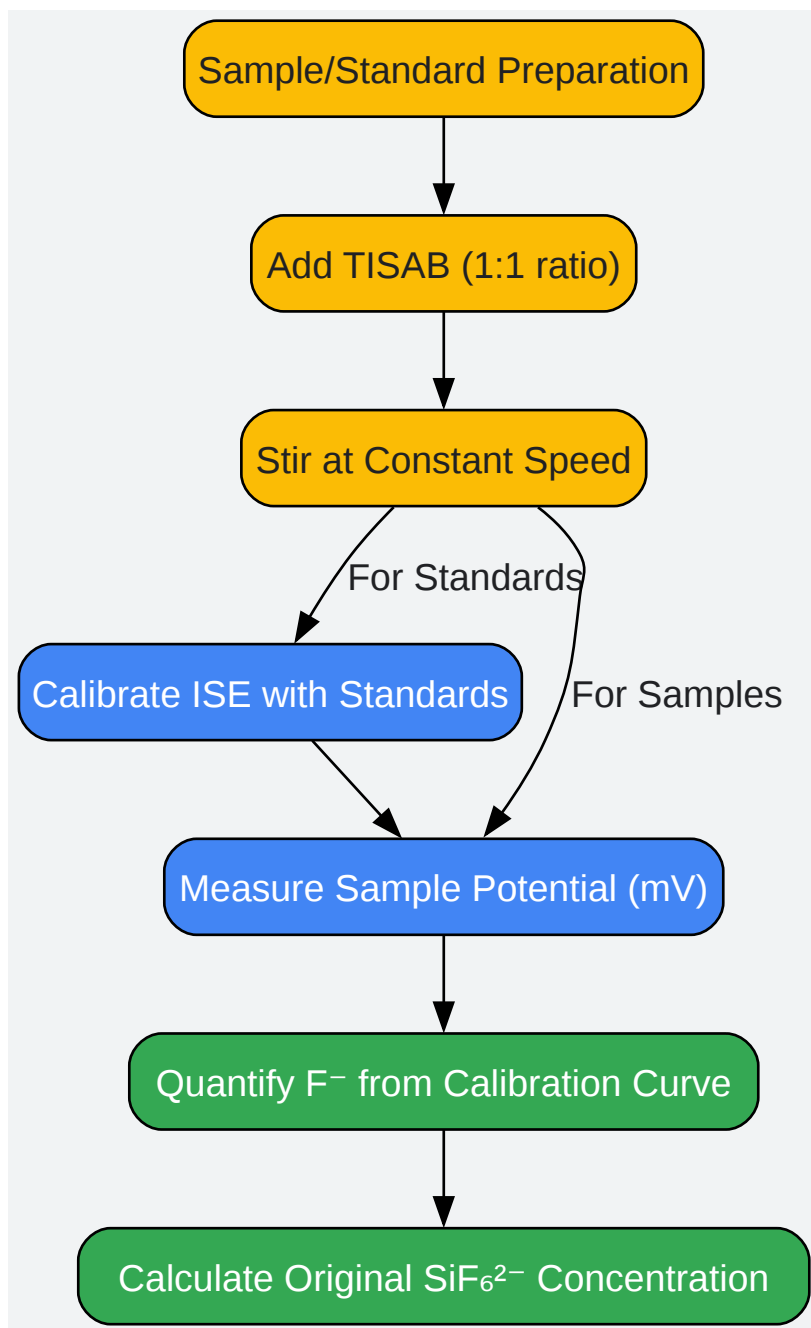 Sample/Standard Preparation
Add TISAB (1:1 ratio)
Stir at Constant Speed
For Standards
Calibrate ISE with Standards
For Samples
Measure Sample Potential (mV)
Quantify F⁻ from Calibration Curve
Calculate Original SiF₆²⁻ Concentration